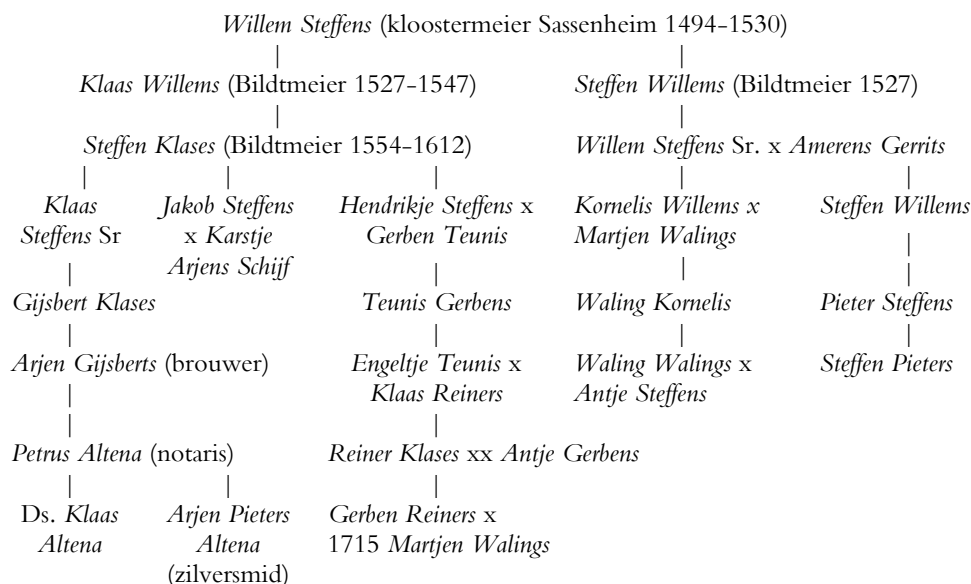 Willem Steffens (kloostermeier Sassenheim 1494-1530)
Klaas Willems (Bildtmeier 1527-1547) Steffen Willems (Bildtmeier 1527)
Steffen Klases (Bildtmeier 1554-1612) Willem Steffens Sr. x Amerens Gerrits
Klaas Jakob Steffens Hendrikje Steffens x Kornelis Willems x Steffen Willems
Steffens Sr x Karstje Gerben Teunis Martjen Walings
Arjens Schijf
Gijsbert Klases Teunis Gerbens Waling Kornelis Pieter Steffens
Arjen Gijsberts (brouwer) Engeltje Teunis x Waling Walings x Steffen Pieters
Klaas Reiners Antje Steffens
Petrus Altena (notaris) Reiner Klases xx Antje Gerbens
Ds. Klaas Arjen Pieters Gerben Reiners x
Altena Altena 1715 Martjen Walings
(zilversmid)